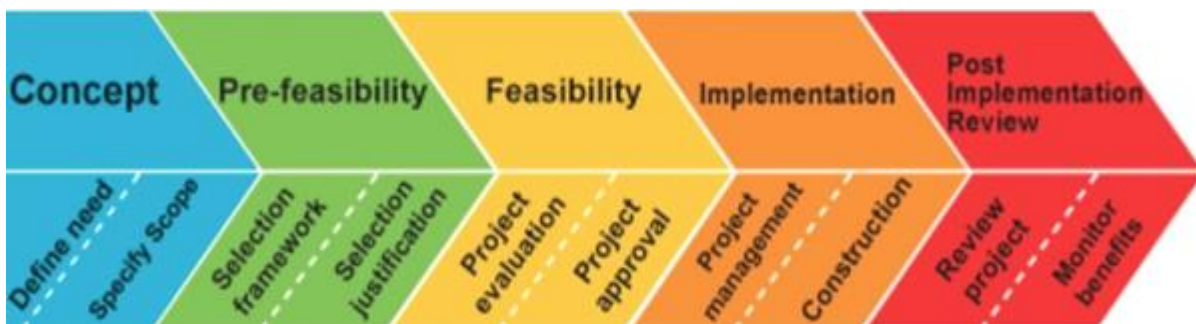 Concept
Pre-feasibility
Feasibility
Implementation
Post
Implementation
Review
Define need
Specify Scope
Selection
framework
Selection
justification
Project
evaluation
Project
approval
Project
management
Construction
Review
project
Monitor
benefits